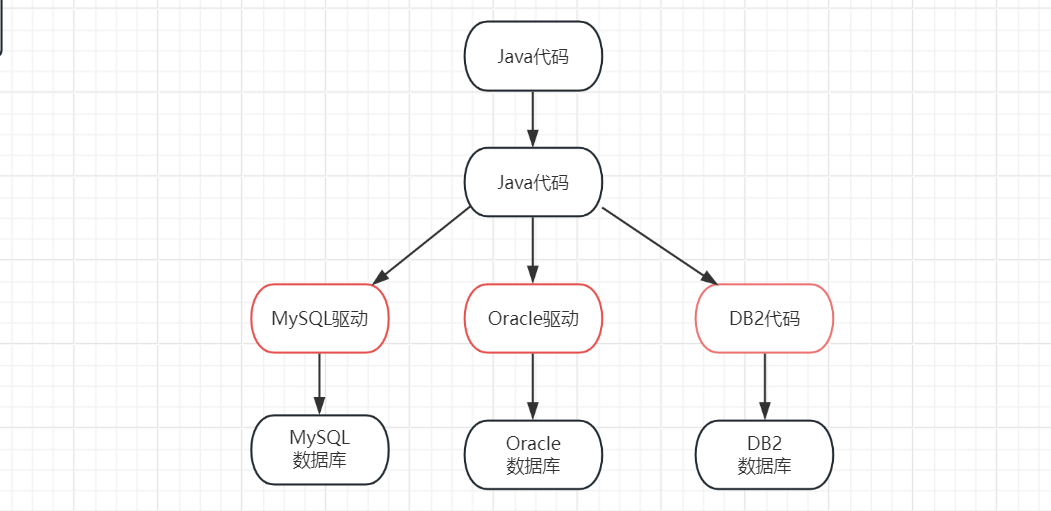 Java代码
Java代码
MySQL驱动
Oracle驱动
DB2代码
MySQL
数据库
Oracle
数据库
DB2
数据库